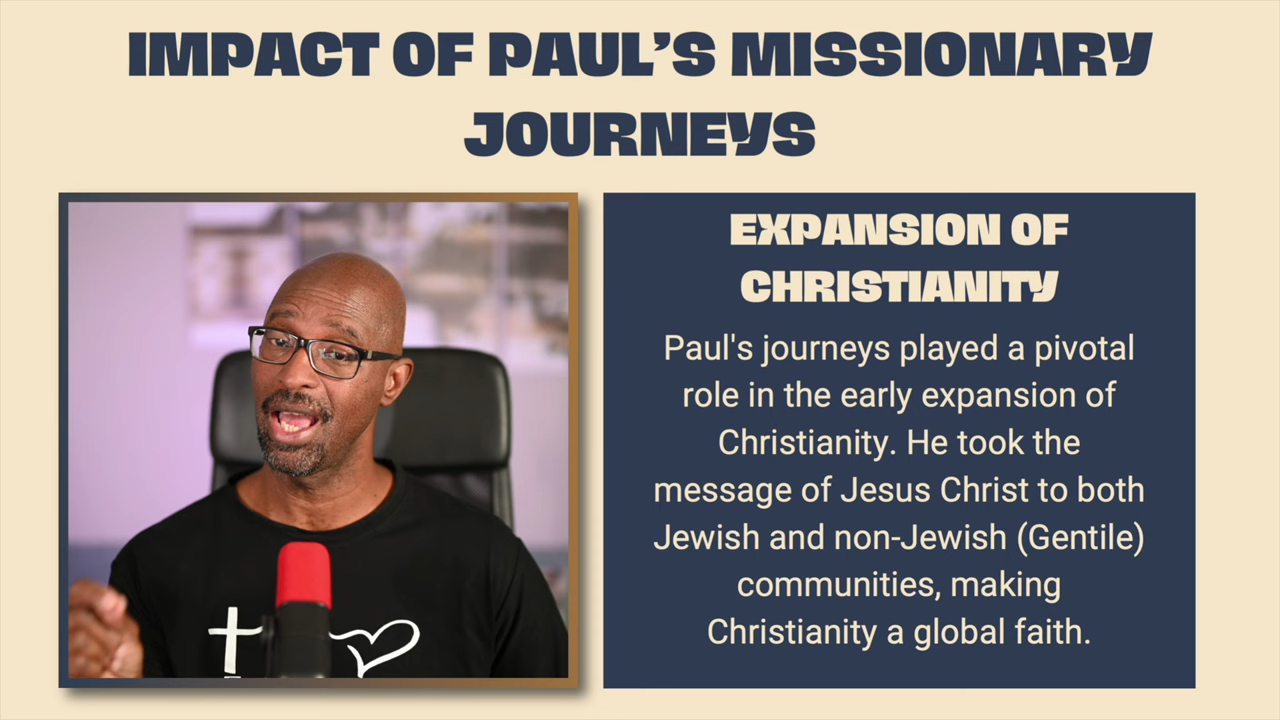 IMPACT OF PAUL'S MISSIONARY
JOURNEYS
EXPANSION OF
CHRISTIANITY
Paul's journeys played a pivotal
role in the early expansion of
Christianity. He took the
message of Jesus Christ to both
Jewish and non-Jewish (Gentile)
communities, making
Christianity a global faith.